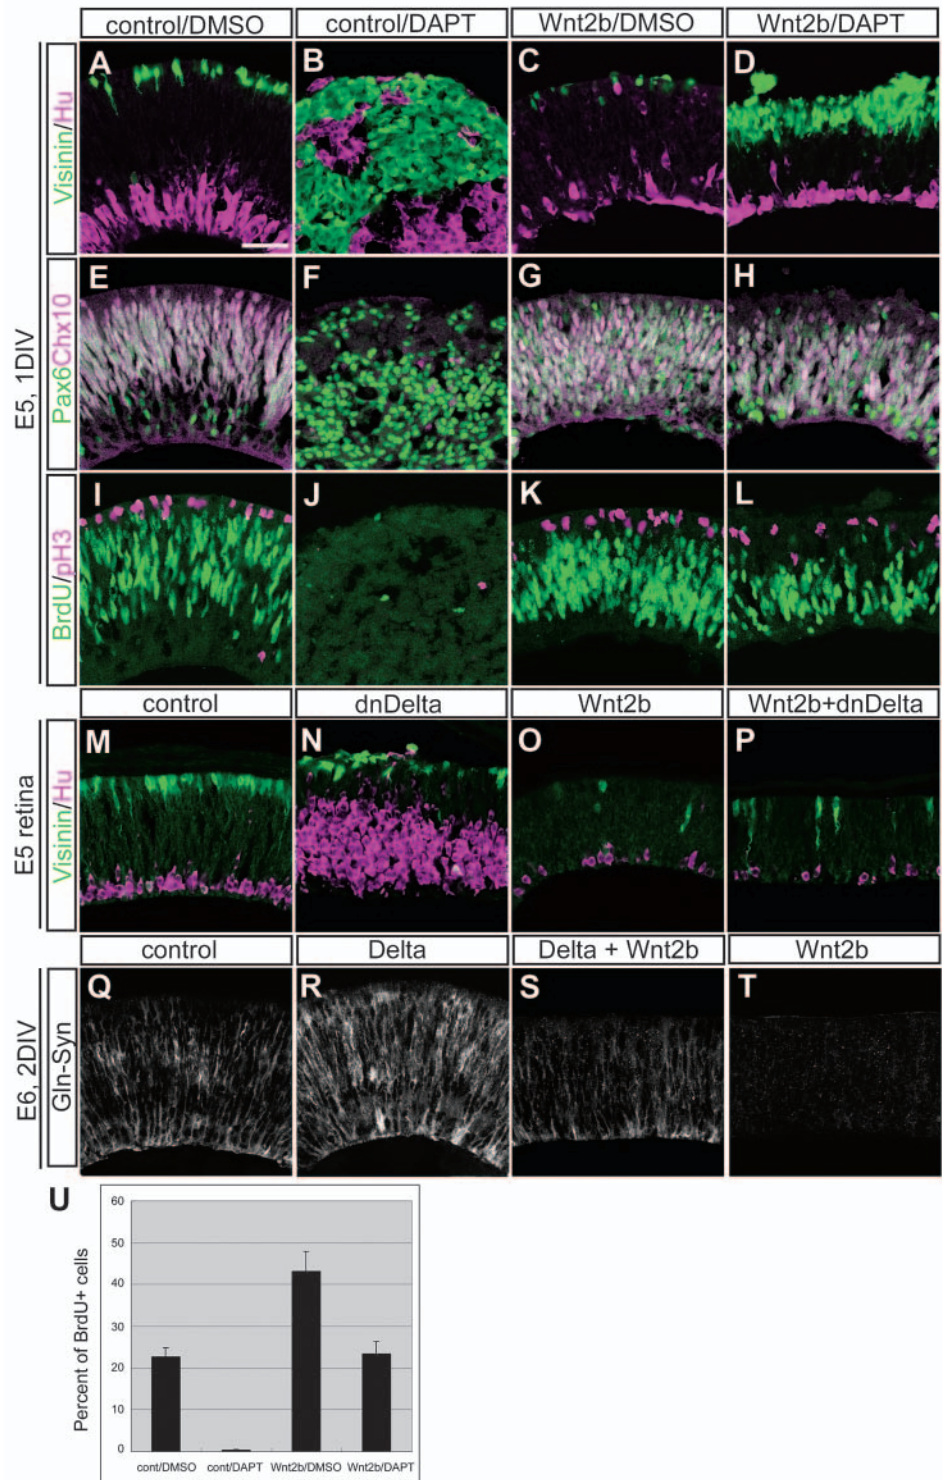 control/DMSO
control/DAPT
Wnt2b/DMSO
Wnt2b/DAPT
E5, 1DIV
Visinin/Hu
A
B
C
D
Pax6Chx10
E
F
G
H
BrdU/pH3
I
J
K
L
control
dnDelta
Wnt2b
Wnt2b+dnDelta
E5 retina
Visinin/Hu
M
N
O
P
control
Delta
Delta + Wnt2b
Wnt2b
E6, 2DIV
Gln-Syn
Q
R
S
T
U
Percent of BrdU+ cells
60
50
40
30
20
10
0
cont/DMSO
cont/DAPT
Wnt2b/DMSO
Wnt2b/DAPT